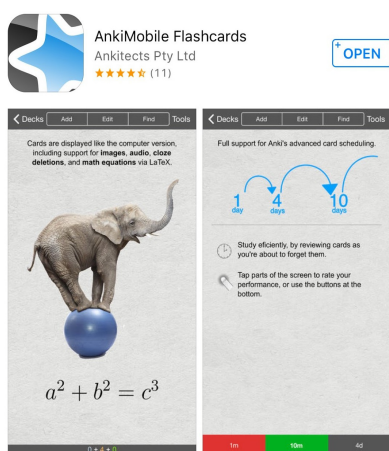 AnkiMobile Flashcards
Ankitects Pty Ltd
(11)
+ OPEN
Decks Add Edit Find Tools
Cards are displayed like the computer version,
including support for images, audio, cloze
deletions, and math equations via LaTeX.
a² + b² = c³
0 + 4 + 0
Decks Add Edit Find Tools
Full support for Anki's advanced card scheduling.
1 4 10
day days days
Study eficiently, by reviewing cards as
you're about to forget them.
Tap parts of the screen to rate your
performance, or use the buttons at the
bottom.
1m 10m 4d